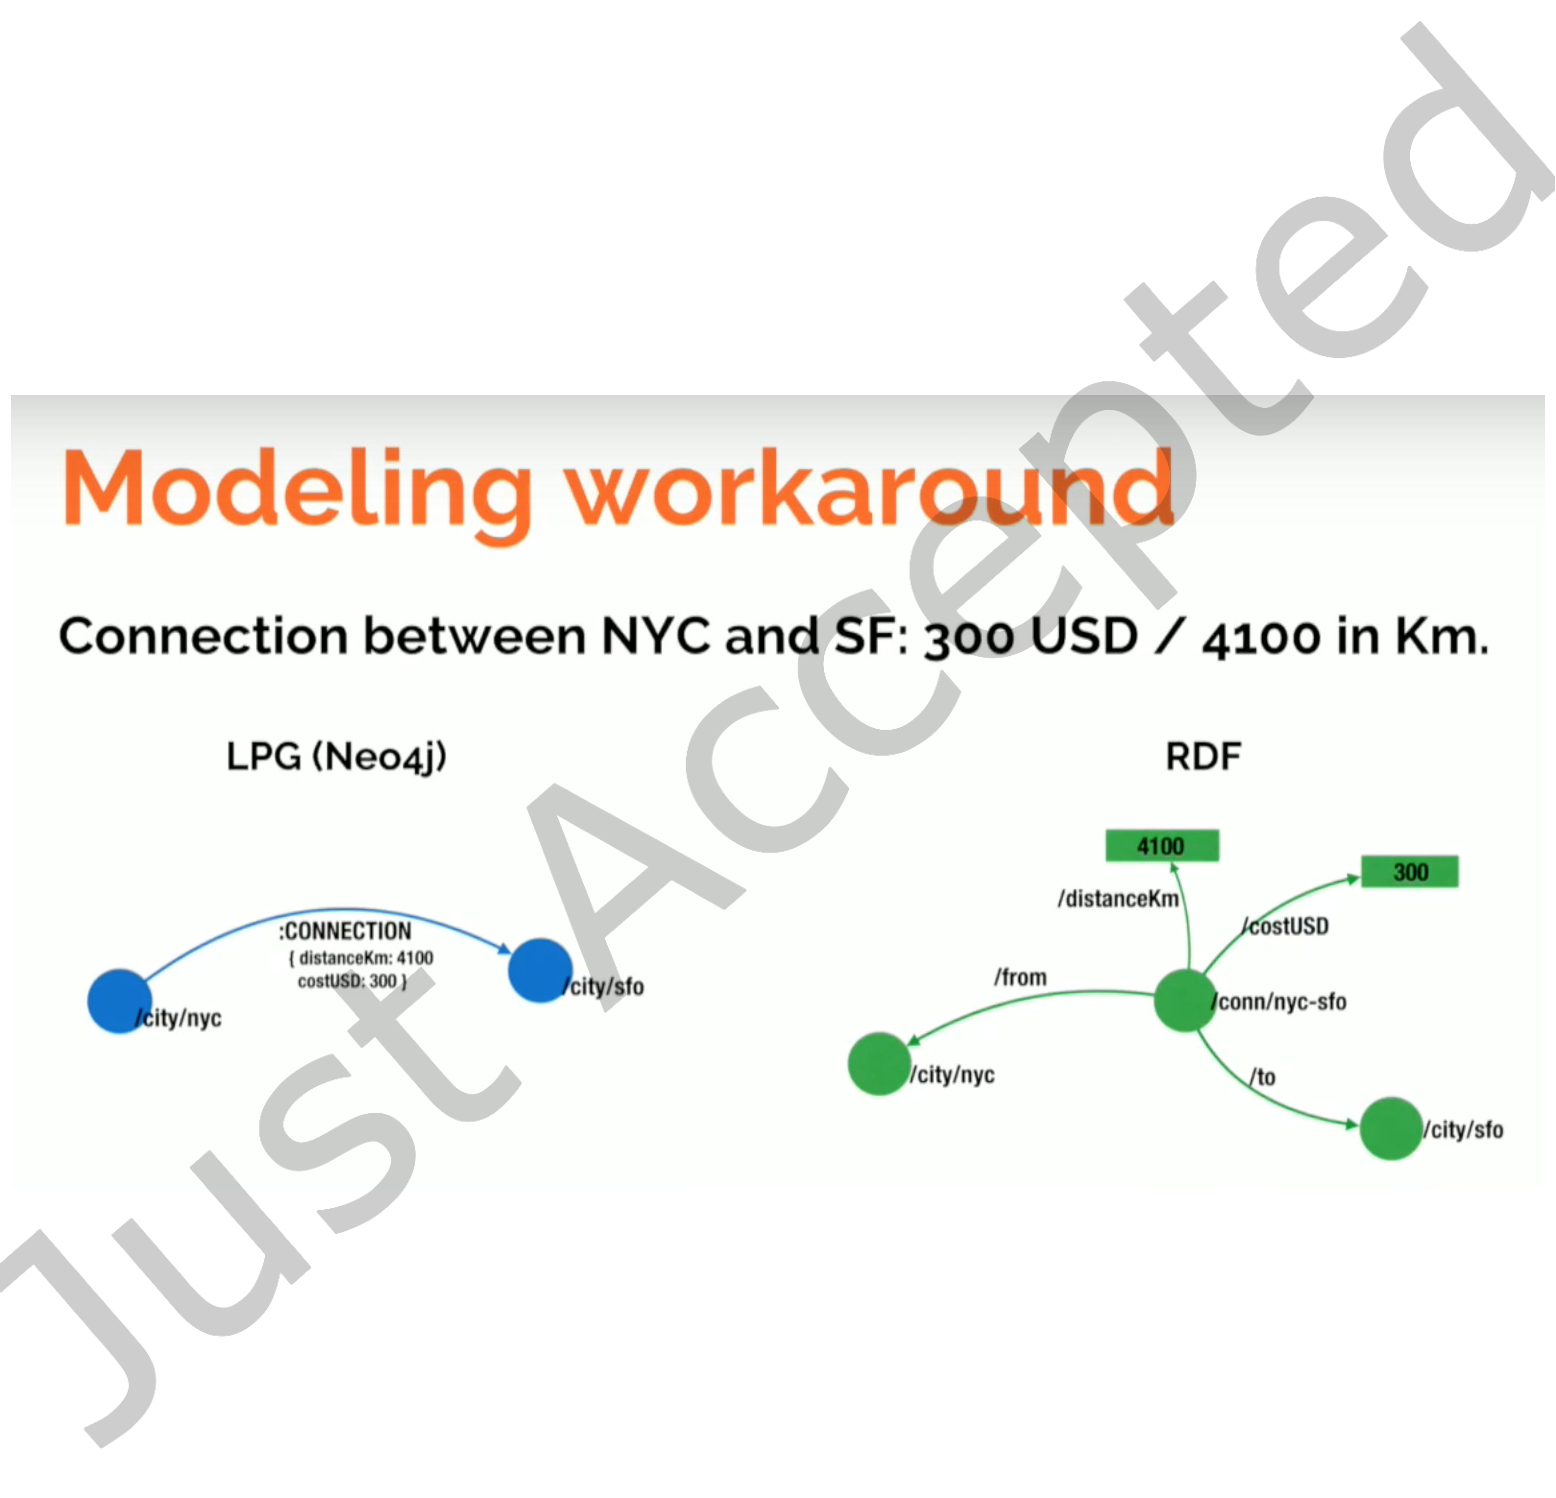 Modeling workaround
Connection between NYC and SF: 300 USD / 4100 in Km.
LPG (Neo4j)
:CONNECTION
{ distanceKm: 4100
costUSD: 300 }
/city/nyc
/city/sfo
RDF
4100
300
/distanceKm
/costUSD
/from
/conn/nyc-sfo
/city/nyc
/to
/city/sfo
Just Accepted